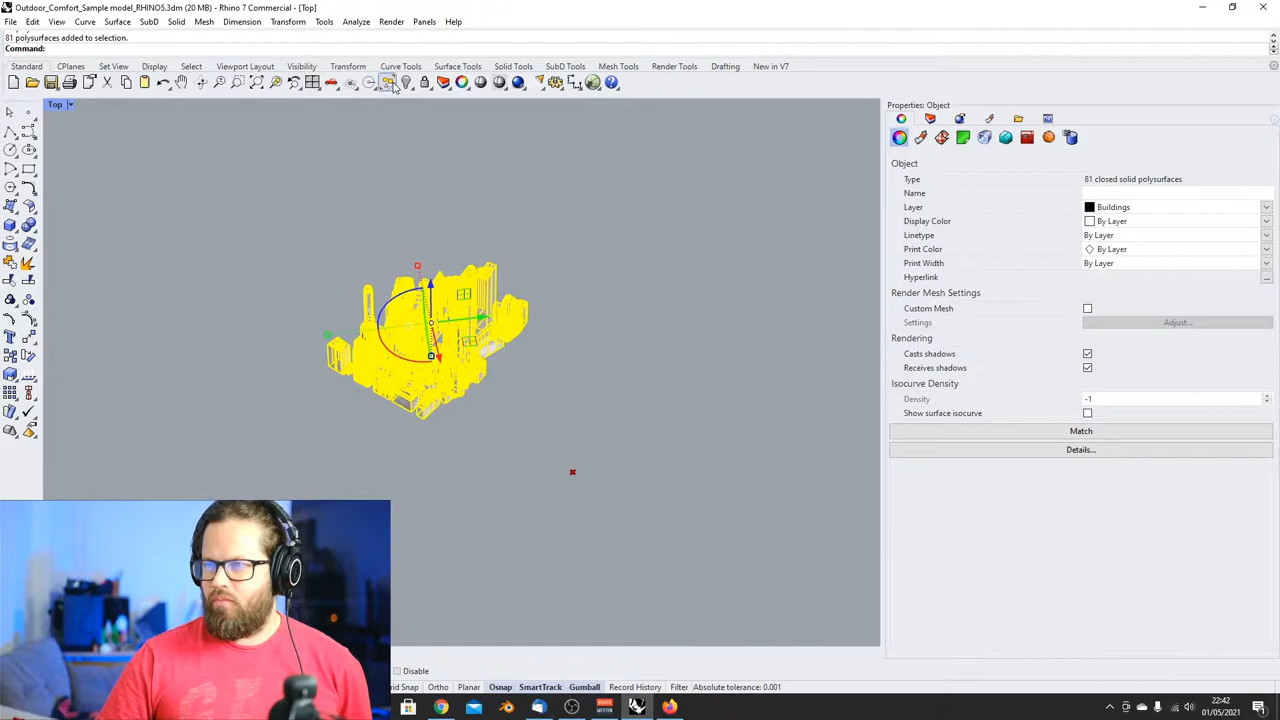 Outdoor_Comfort_Sample model_RHINO5.3dm (20 MB) - Rhino 7 Commercial - [Top]
File Edit View Curve Surface SubD Solid Mesh Dimension Transform Tools Analyze Render Panels Help
81 polysurfaces added to selection.
Command:
Standard CPlanes Set View Display Select Viewport Layout Visibility Transform Curve Tools Surface Tools Solid Tools SubD Tools Mesh Tools Render Tools Drafting New in V7
Top
Properties: Object
Object
Type 81 closed solid polysurfaces
Name
Layer Buildings
Display Color By Layer
Linetype By Layer
Print Color By Layer
Print Width By Layer
Hyperlink ...
Render Mesh Settings
Custom Mesh
Settings Adjust...
Rendering
Casts shadows
Receives shadows
Isocurve Density
Density -1
Show surface isocurve
Match
Details...
Disable
rid Snap Ortho Planar Osnap SmartTrack Gumball Record History Filter Absolute tolerance: 0.001
22:42
01/05/2021